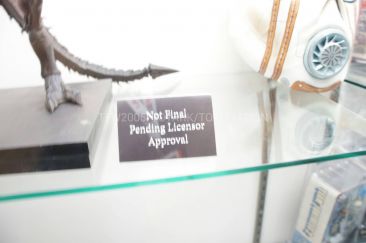 Not Final
Pending Licensor
Approval